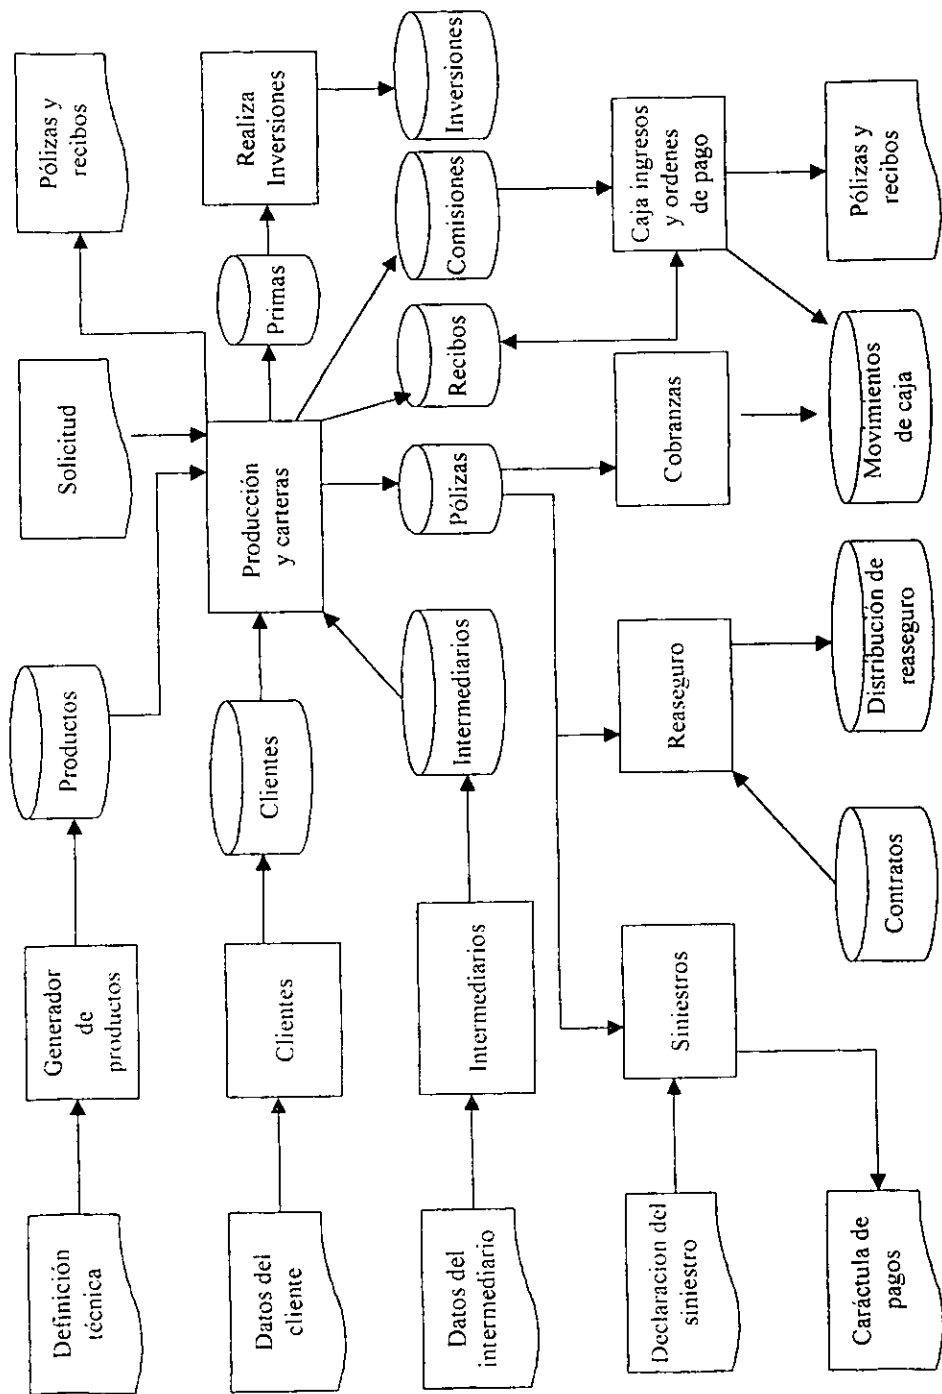 Definición
técnica
Generador
de
productos
Productos
Solicitud
Pólizas y
recibos
Datos del
cliente
Clientes
Clientes
Producción
y carteras
Primas
Realiza
Inversiones
Datos del
intermediario
Intermediarios
Intermediarios
Pólizas
Recibos
Comisiones
Inversiones
Declaracion del
siniestro
Siniestros
Reaseguro
Cobranzas
Caja ingresos
y ordenes
de pago
Caráctula de
pagos
Contratos
Distribución de
reaseguro
Movimientos
de caja
Pólizas y
recibos